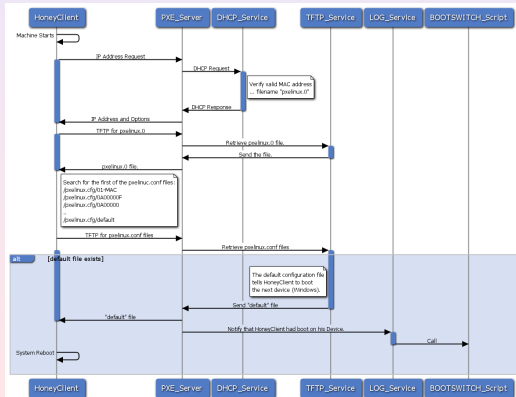 HoneyClient
PXE_Server
DHCP_Service
TFTP_Service
LOG_Service
BOOTSWITCH_Script
Machine Starts
IP Address Request
DHCP Request
Verify valid MAC address
... filename "pxelinux.0"
DHCP Response
IP Address and Options
TFTP for pxelinux.0
Retrieve pxelinux.0 file.
Send the file.
pxelinux.0 file.
Search for the first of the pxelinuc.conf files:
/pxelinux.cfg/01-MAC
/pxelinux.cfg/0A00000F
/pxelinux.cfg/0A00000
...
/pxelinux.cfg/default
TFTP for pxelinux.conf files
Retrieve pxelinux.conf files
alt
[default file exists]
The default configuration file
tells HoneyClient to boot
the next device (Windows).
Send "default" file
"default" file
Notify that HoneyClient had boot on his Device.
Call
System Reboot
HoneyClient
PXE_Server
DHCP_Service
TFTP_Service
LOG_Service
BOOTSWITCH_Script